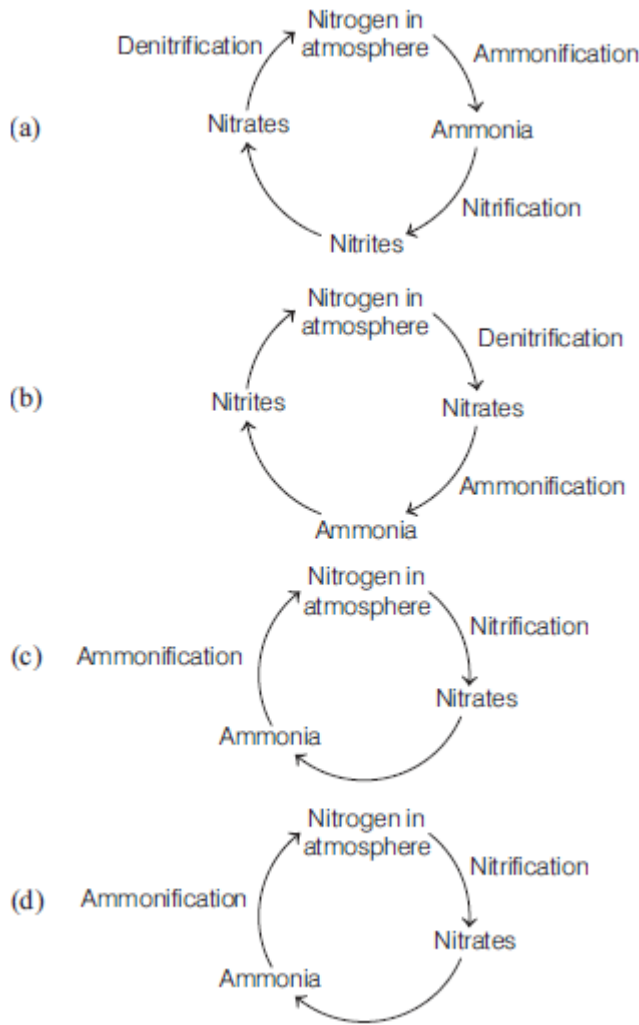 Nitrogen in
atmosphere
Denitrification
Ammonification
(a)
Nitrates
Ammonia
Nitrification
Nitrites
Nitrogen in
atmosphere
Denitrification
(b)
Nitrites
Nitrates
Ammonification
Ammonia
Nitrogen in
atmosphere
Nitrification
(c)
Ammonification
Nitrates
Ammonia
Nitrogen in
atmosphere
Nitrification
(d)
Ammonification
Nitrates
Ammonia